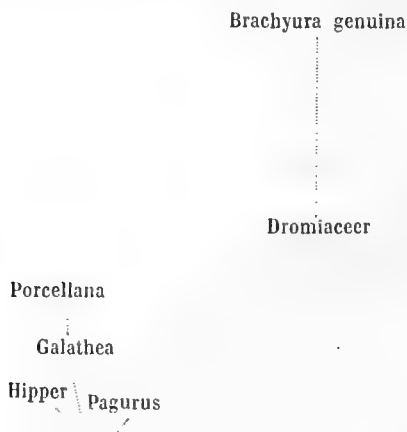 Brachyura genuina
Dromiaceer
Porcellana
Galathea
Hipper
Pagurus